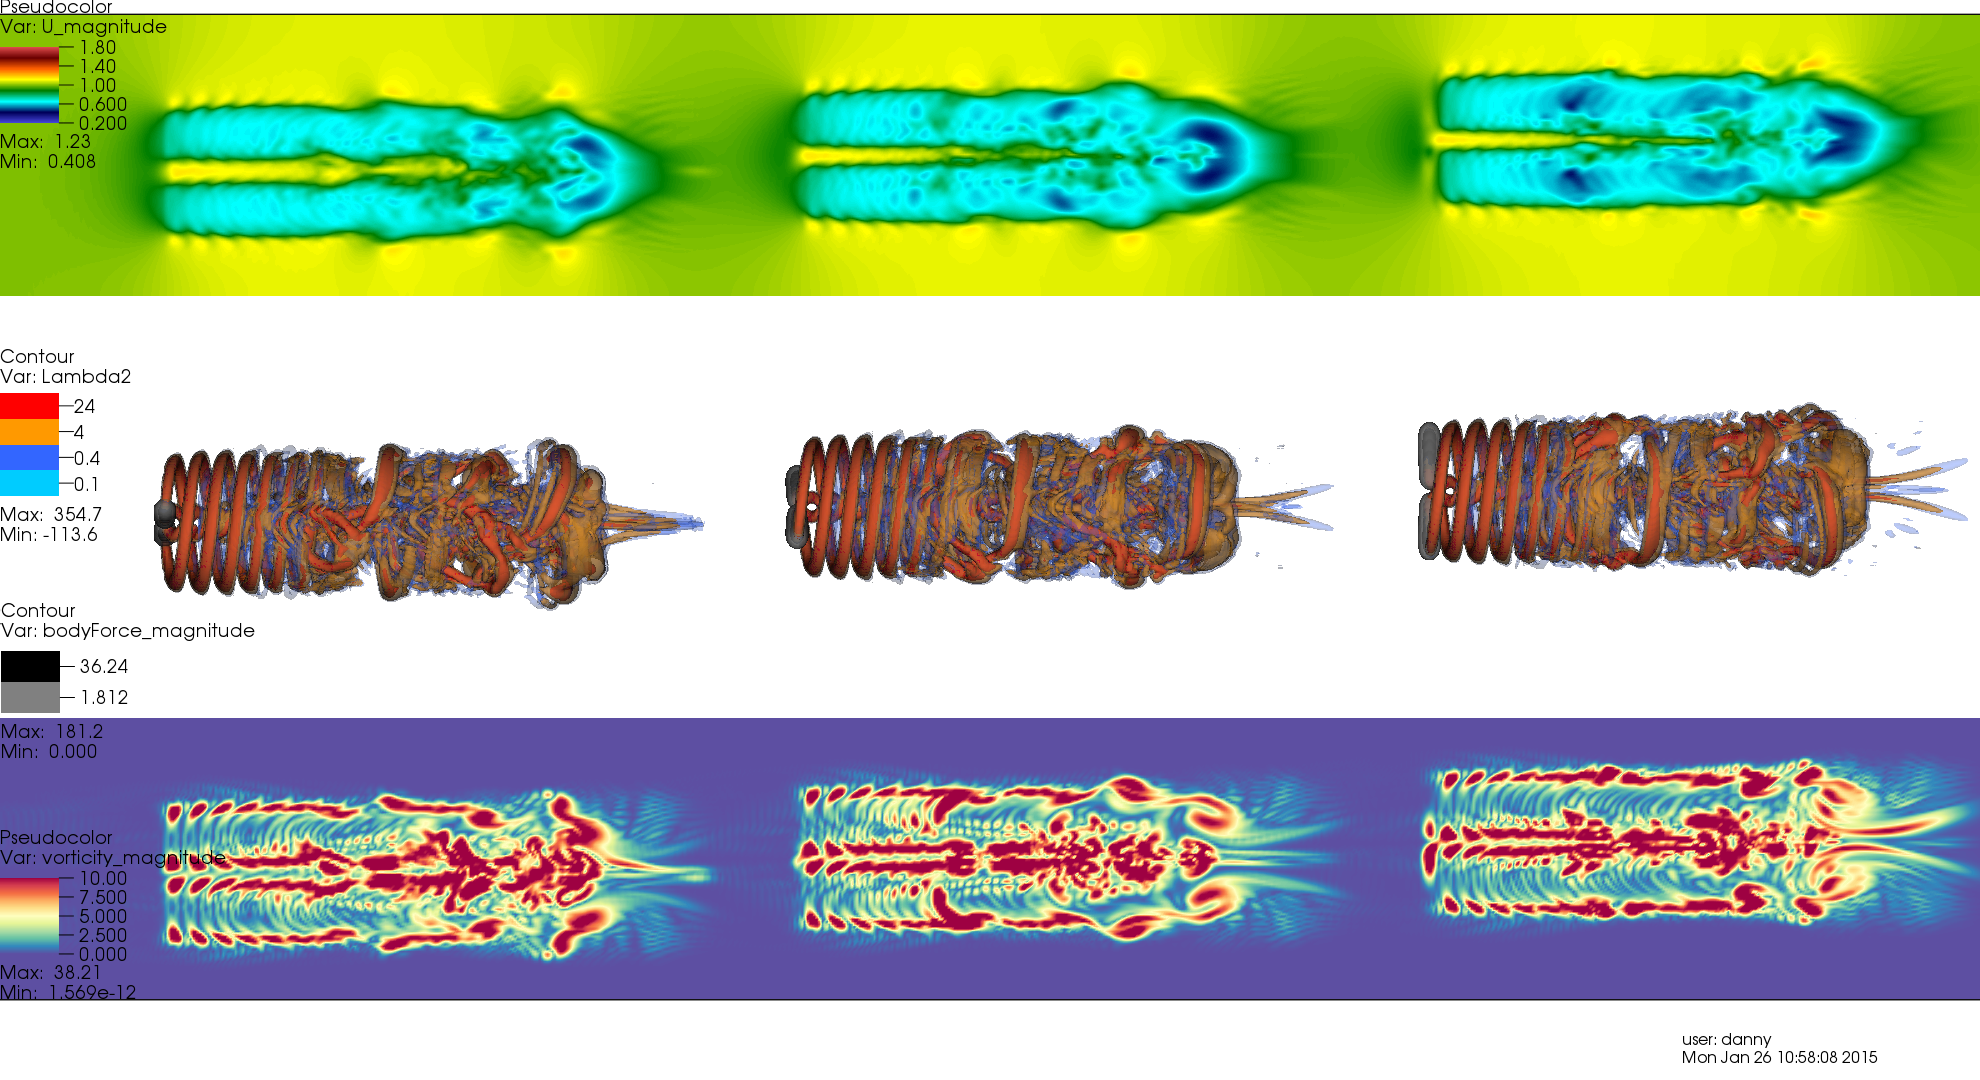 Pseudocolor
Var: U_magnitude
1.80
1.40
1.00
0.600
0.200
Max: 1.23
Min: 0.408
Contour
Var: Lambda2
24
4
0.4
0.1
Max: 354.7
Min: -113.6
Contour
Var: bodyForce_magnitude
36.24
1.812
Max: 181.2
Min: 0.000
Pseudocolor
Var: vorticity_magnitude
10.00
7.500
5.000
2.500
0.000
Max: 38.21
Min: 1.569e-12
user: danny
Mon Jan 26 10:58:08 2015